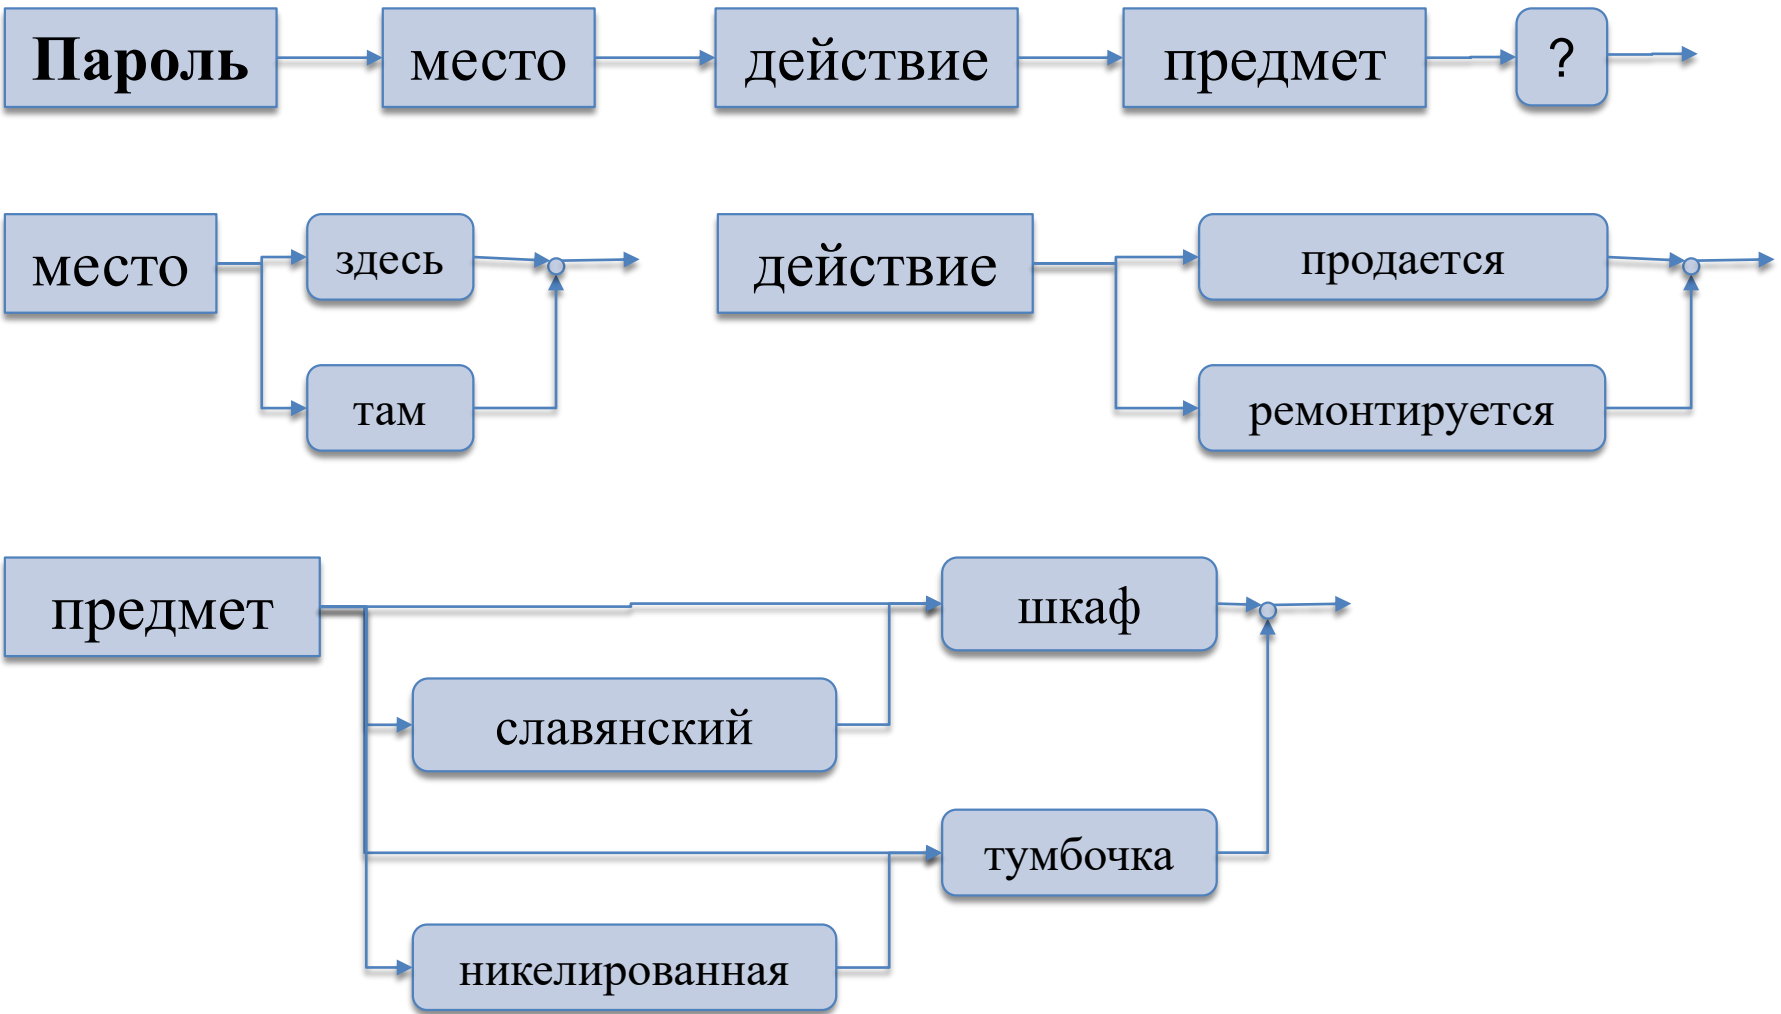 Пароль место действие предмет ?
место здесь действие продается
там ремонтируется
предмет шкаф
славянский
тумбочка
никелированная